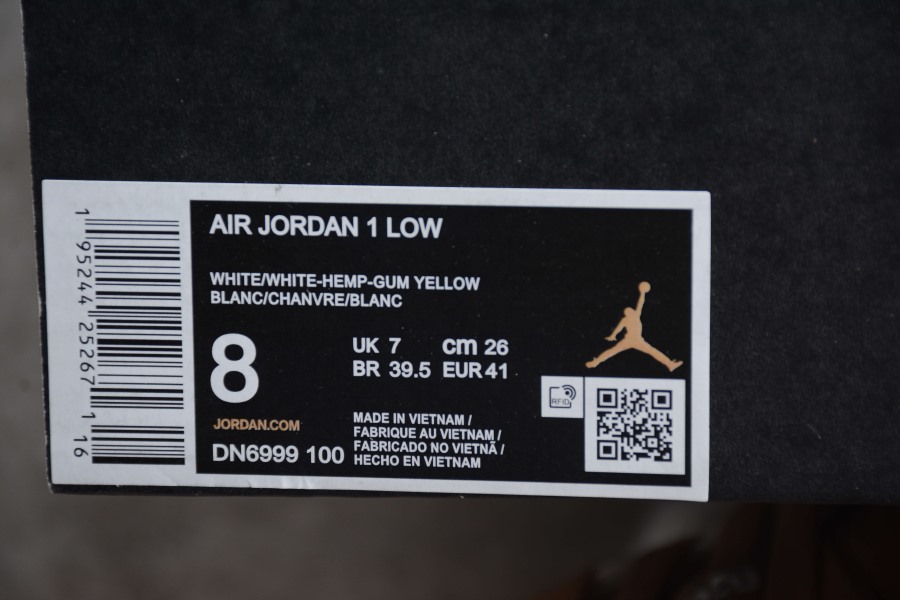 AIR JORDAN 1 LOW
WHITE/WHITE-HEMP-GUM YELLOW
BLANC/CHANVRE/BLANC
8
UK 7 cm 26
BR 39.5 EUR 41
JORDAN.COM
DN6999 100
MADE IN VIETNAM /
FABRIQUE AU VIETNAM /
FABRICADO NO VIETNÃ /
HECHO EN VIETNAM
RFID
1 95244 25267 1 16